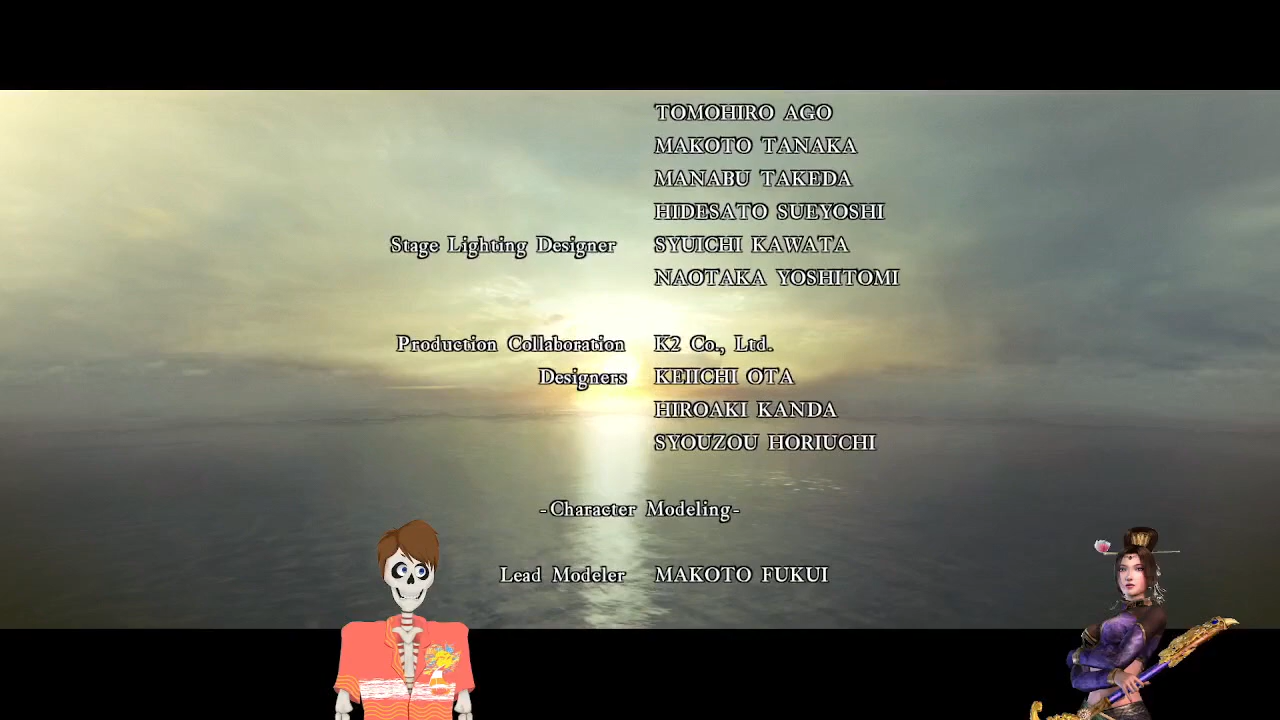 TOMOHIRO AGO
MAKOTO TANAKA
MANABU TAKEDA
HIDESATO SUEYOSHI
Stage Lighting Designer SYUICHI KAWATA
NAOTAKA YOSHITOMI
Production Collaboration K2 Co., Ltd.
Designers KEIICHI OTA
HIROAKI KANDA
SYOUZOU HORIUCHI
-Character Modeling-
Lead Modeler MAKOTO FUKUI